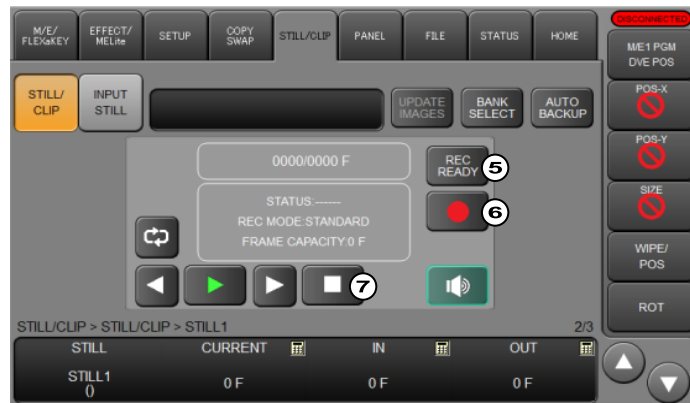 M/E/
FLEXaKEY
EFFECT/
MELite
SETUP
COPY
SWAP
STILL/CLIP
PANEL
FILE
STATUS
HOME
DISCONNECTED
M/E1 PGM
DVE POS
STILL/
CLIP
INPUT
STILL
UPDATE
IMAGES
BANK
SELECT
AUTO
BACKUP
POS-X
0000/0000 F
REC
READY
5
POS-Y
STATUS:------
REC MODE:STANDARD
FRAME CAPACITY:0 F
6
SIZE
7
WIPE/
POS
ROT
STILL/CLIP > STILL/CLIP > STILL1
2/3
STILL
CURRENT
IN
OUT
STILL1
()
0 F
0 F
0 F